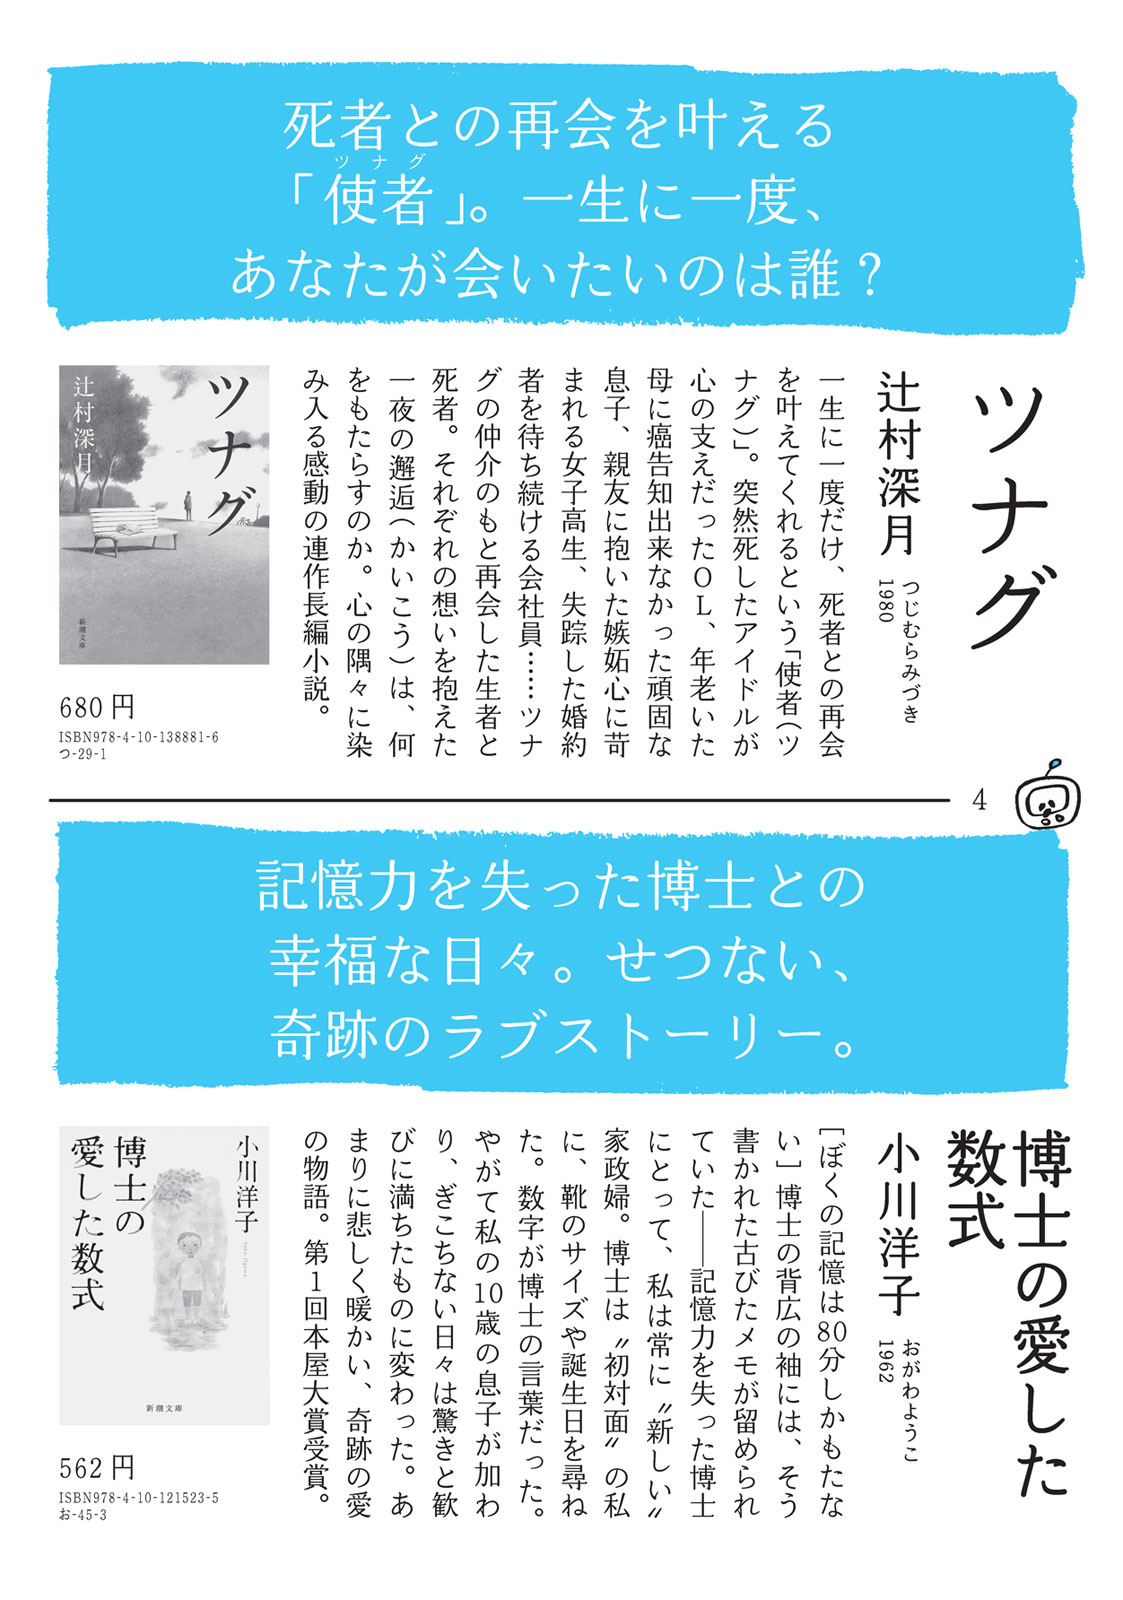 死者との再会を叶える
ツナグ
「使者」。一生に一度、
あなたが会いたいのは誰？
ツナグ
辻村深月
つじむらみづき
1980
一生に一度だけ、死者との再会
を叶えてくれるという「使者（ツ
ナグ）」。突然死したアイドルが
心の支えだったＯＬ、年老いた
母に癌告知出来なかった頑固な
息子、親友に抱いた嫉妬心に苛
まれる女子高生、失踪した婚約
者を待ち続ける会社員……ツナ
グの仲介のもと再会した生者と
死者。それぞれの想いを抱えた
一夜の邂逅（かいこう）は、何
をもたらすのか。心の隅々に染
み入る感動の連作長編小説。
ツナグ
辻村深月
新潮文庫
680 円
ISBN978-4-10-138881-6
つ-29-1
4
記憶力を失った博士との
幸福な日々。せつない、
奇跡のラブストーリー。
博士の愛した
数式
小川洋子
おがわようこ
1962
［ぼくの記憶は80分しかもたな
い］博士の背広の袖には、そう
書かれた古びたメモが留められ
ていた――記憶力を失った博士
にとって、私は常に〝新しい〟
家政婦。博士は〝初対面〟の私
に、靴のサイズや誕生日を尋ね
た。数字が博士の言葉だった。
やがて私の10歳の息子が加わ
り、ぎこちない日々は驚きと歓
びに満ちたものに変わった。あ
まりに悲しく暖かい、奇跡の愛
の物語。第１回本屋大賞受賞。
小川洋子
Yoko Ogawa
博士の
愛した数式
新潮文庫
562 円
ISBN978-4-10-121523-5
お-45-3